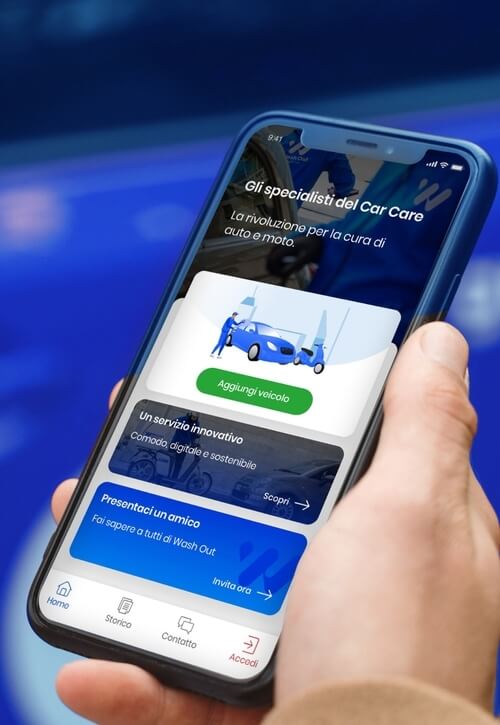 9:41
Wash Out
Gli specialisti del Car Care
La rivoluzione per la cura di
auto e moto.
Aggiungi veicolo
Un servizio innovativo
Comodo, digitale e sostenibile
Scopri
Presentaci un amico
Fai sapere a tutti di Wash Out
Invita ora
Home
Storico
Contatto
Accedi